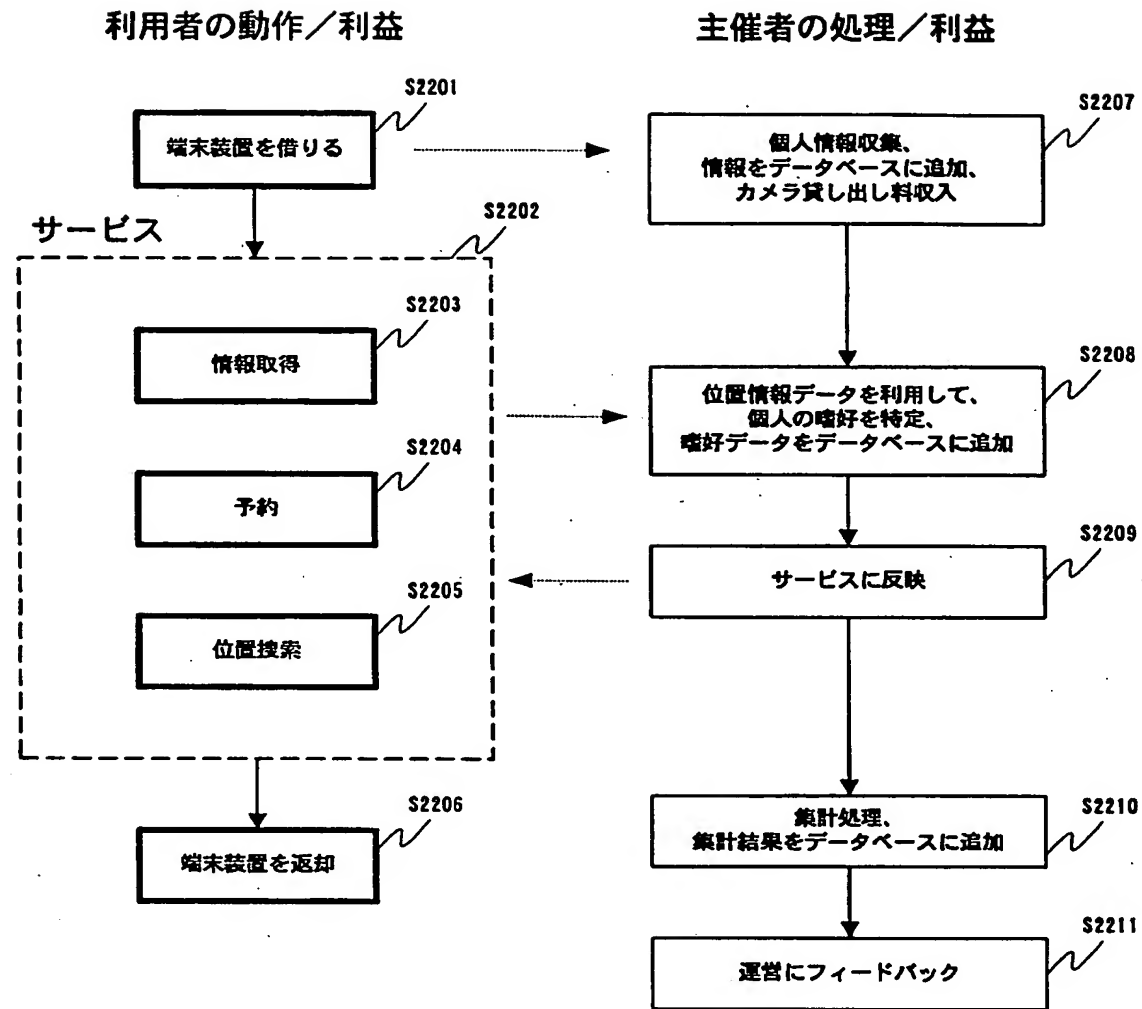 利用者の動作／利益
主催者の処理／利益
S2201
端末装置を借りる
S2207
個人情報収集、
情報をデータベースに追加、
カメラ貸し出し料収入
サービス
S2202
S2203
情報取得
S2204
予約
S2205
位置捜索
S2208
位置情報データを利用して、
個人の嗜好を特定、
嗜好データをデータベースに追加
S2209
サービスに反映
S2206
端末装置を返却
S2210
集計処理、
集計結果をデータベースに追加
S2211
運営にフィードバック